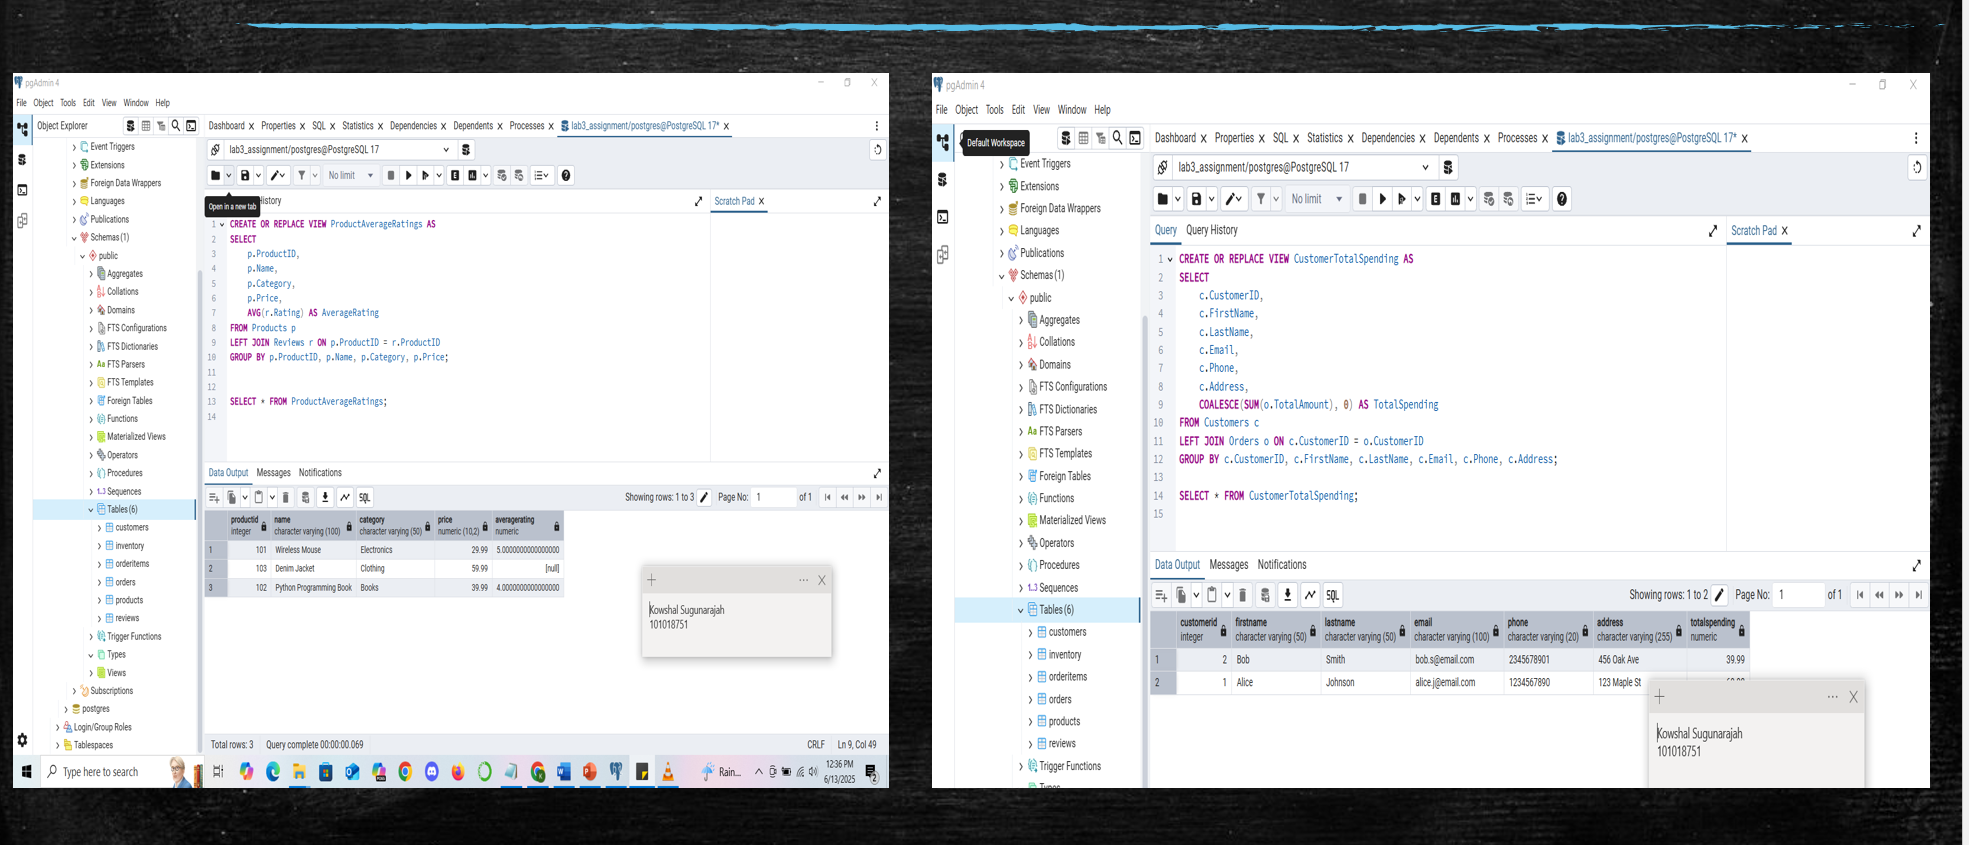 pgAdmin 4
File Object Tools Edit View Window Help
Object Explorer
Dashboard X Properties X SQL X Statistics X Dependencies X Dependents X Processes X lab3_assignment/postgres@PostgreSQL 17* X
lab3_assignment/postgres@PostgreSQL 17
No limit
Open in a new tab
History
Scratch Pad X
Event Triggers
Extensions
Foreign Data Wrappers
Languages
Publications
Schemas (1)
public
Aggregates
Collations
Domains
FTS Configurations
FTS Dictionaries
FTS Parsers
FTS Templates
Foreign Tables
Functions
Materialized Views
Operators
Procedures
Sequences
Tables (6)
customers
inventory
orderitems
orders
products
reviews
Trigger Functions
Types
Views
Subscriptions
postgres
Login/Group Roles
Tablespaces
1 CREATE OR REPLACE VIEW ProductAverageRatings AS
2 SELECT
3 p.ProductID,
4 p.Name,
5 p.Category,
6 p.Price,
7 AVG(r.Rating) AS AverageRating
8 FROM Products p
9 LEFT JOIN Reviews r ON p.ProductID = r.ProductID
10 GROUP BY p.ProductID, p.Name, p.Category, p.Price;
11
12
13 SELECT * FROM ProductAverageRatings;
14
Data Output Messages Notifications
SQL
Showing rows: 1 to 3 Page No: 1 of 1
productid integer name character varying (100) category character varying (50) price numeric (10,2) averagerating numeric
1 101 Wireless Mouse Electronics 29.99 5.0000000000000000
2 103 Denim Jacket Clothing 59.99 [null]
3 102 Python Programming Book Books 39.99 4.0000000000000000
Kowshal Sugunarajah
101018751
Total rows: 3 Query complete 00:00:00.069 CRLF Ln 9, Col 49
Type here to search
Rain...
12:36 PM
6/13/2025
2
pgAdmin 4
File Object Tools Edit View Window Help
Default Workspace
Dashboard X Properties X SQL X Statistics X Dependencies X Dependents X Processes X lab3_assignment/postgres@PostgreSQL 17* X
lab3_assignment/postgres@PostgreSQL 17
No limit
Query Query History
Scratch Pad X
Event Triggers
Extensions
Foreign Data Wrappers
Languages
Publications
Schemas (1)
public
Aggregates
Collations
Domains
FTS Configurations
FTS Dictionaries
FTS Parsers
FTS Templates
Foreign Tables
Functions
Materialized Views
Operators
Procedures
Sequences
Tables (6)
customers
inventory
orderitems
orders
products
reviews
Trigger Functions
Types
1 CREATE OR REPLACE VIEW CustomerTotalSpending AS
2 SELECT
3 c.CustomerID,
4 c.FirstName,
5 c.LastName,
6 c.Email,
7 c.Phone,
8 c.Address,
9 COALESCE(SUM(o.TotalAmount), 0) AS TotalSpending
10 FROM Customers c
11 LEFT JOIN Orders o ON c.CustomerID = o.CustomerID
12 GROUP BY c.CustomerID, c.FirstName, c.LastName, c.Email, c.Phone, c.Address;
13
14 SELECT * FROM CustomerTotalSpending;
15
Data Output Messages Notifications
SQL
Showing rows: 1 to 2 Page No: 1 of 1
customerid integer firstname character varying (50) lastname character varying (50) email character varying (100) phone character varying (20) address character varying (255) totalspending numeric
1 2 Bob Smith bob.s@email.com 2345678901 456 Oak Ave 39.99
2 1 Alice Johnson alice.j@email.com 1234567890 123 Maple St
Kowshal Sugunarajah
101018751